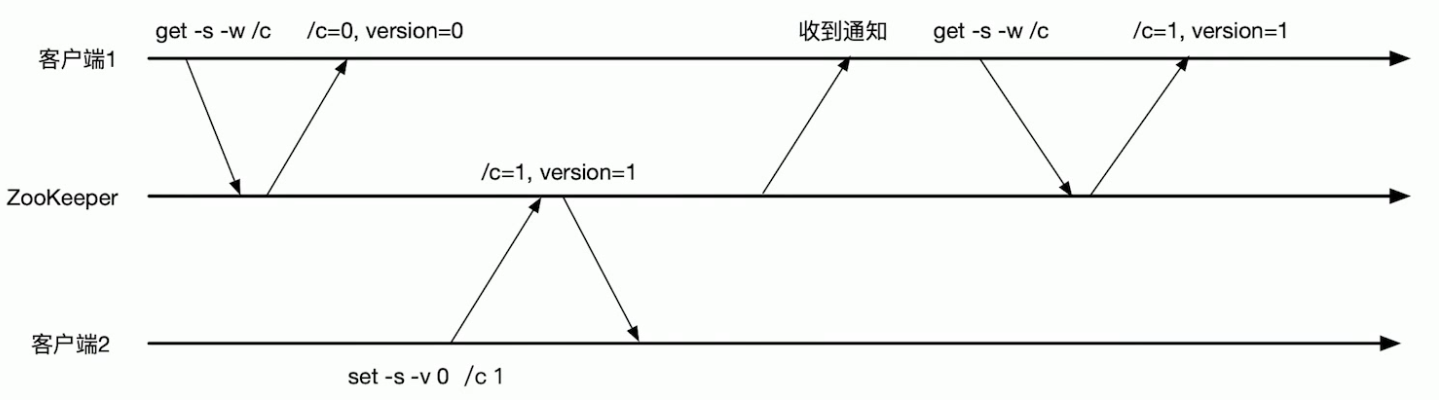 get -s -w /c
/c=0, version=0
收到通知
get -s -w /c
/c=1, version=1
客户端1
/c=1, version=1
ZooKeeper
客户端2
set -s -v 0 /c 1